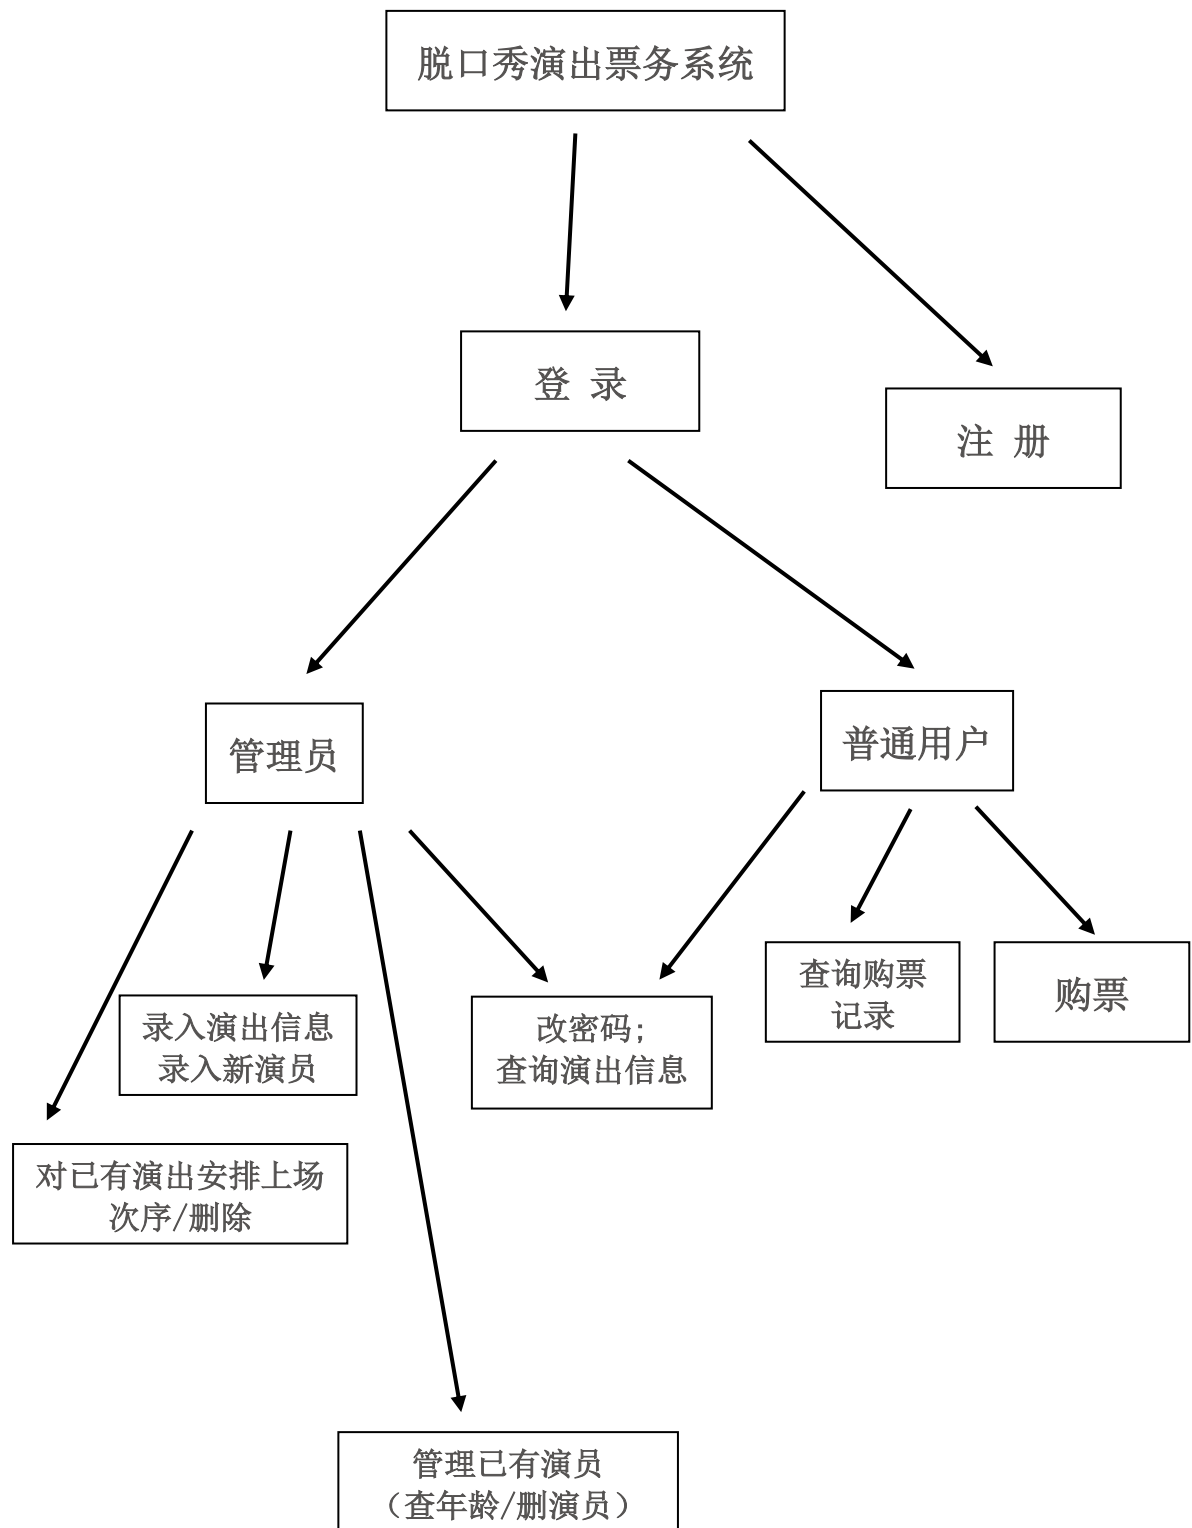 脱口秀演出票务系统
登 录
注 册
管理员
普通用户
查询购票
记录
购票
录入演出信息
录入新演员
改密码;
查询演出信息
对已有演出安排上场
次序/删除
管理已有演员
（查年龄/删演员）